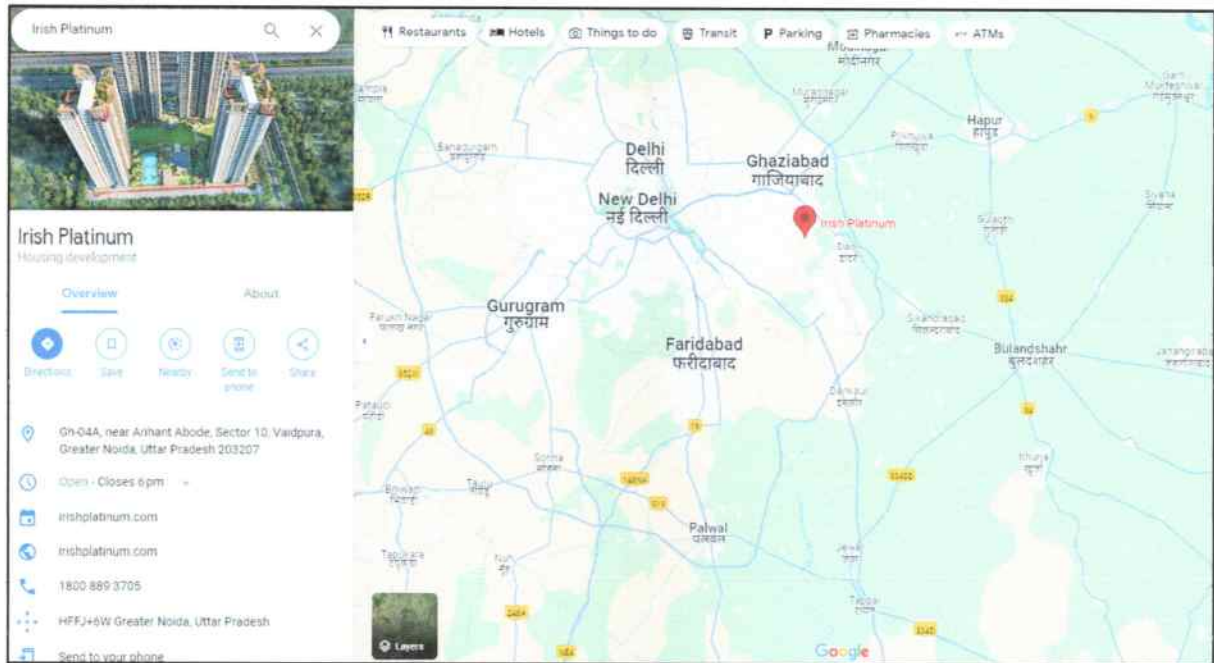 Irish Platinum
Restaurants
Hotels
Things to do
Transit
Parking
Pharmacies
ATMs
Irish Platinum
Housing development
Overview
About
Directions
Save
Nearby
Send to
phone
Share
Gh-04A, near Arihant Abode, Sector 10, Vaidpura,
Greater Noida, Uttar Pradesh 203207
Open - Closes 6 pm
irishplatinum.com
irishplatinum.com
1800 889 3705
HFFJ+6W Greater Noida, Uttar Pradesh
Send to your phone
मोदीनगर
Hapur
हापुड़
Delhi
दिल्ली
Ghaziabad
गाजियाबाद
New Delhi
नई दिल्ली
Irish Platinum
Gurugram
गुरुग्राम
Faridabad
फरीदाबाद
Bulandshahr
बुलंदशहर
Sohna
Palwal
पलवल
Nuh
Layers
Google